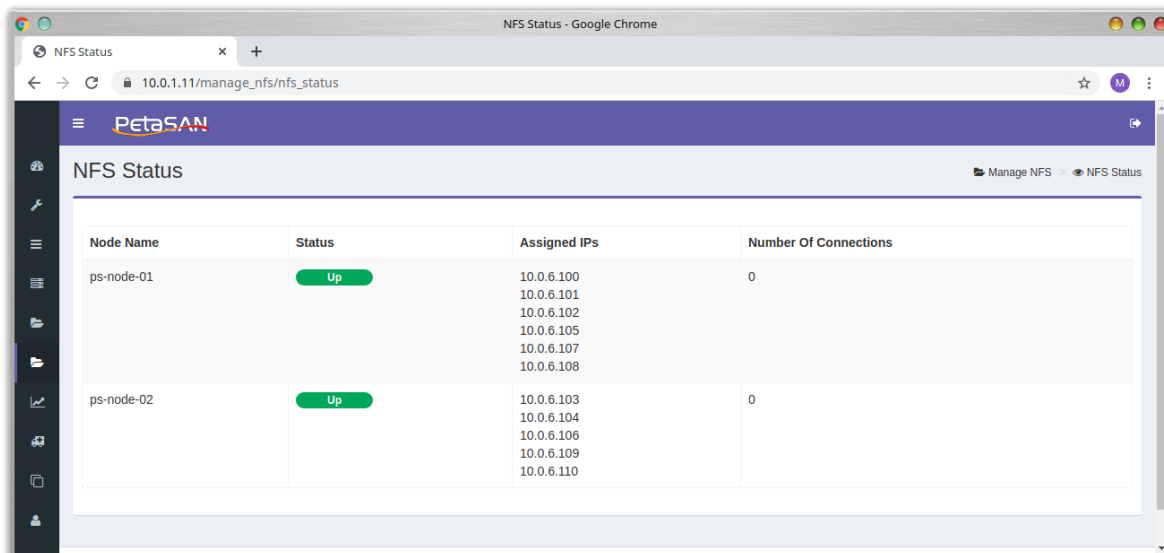 NFS Status - Google Chrome
NFS Status
10.0.1.11/manage_nfs/nfs_status
M
PetaSAN
NFS Status
Manage NFS > NFS Status
Node Name Status Assigned IPs Number Of Connections
ps-node-01 Up 10.0.6.100 0
10.0.6.101
10.0.6.102
10.0.6.105
10.0.6.107
10.0.6.108
ps-node-02 Up 10.0.6.103 0
10.0.6.104
10.0.6.106
10.0.6.109
10.0.6.110